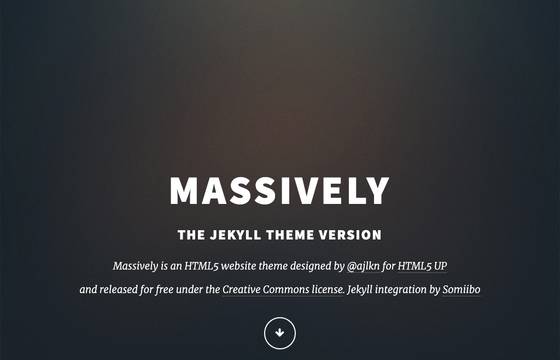 MASSIVELY
THE JEKYLL THEME VERSION
Massively is an HTML5 website theme designed by @ajlkn for HTML5 UP
and released for free under the Creative Commons license. Jekyll integration by Somiibo